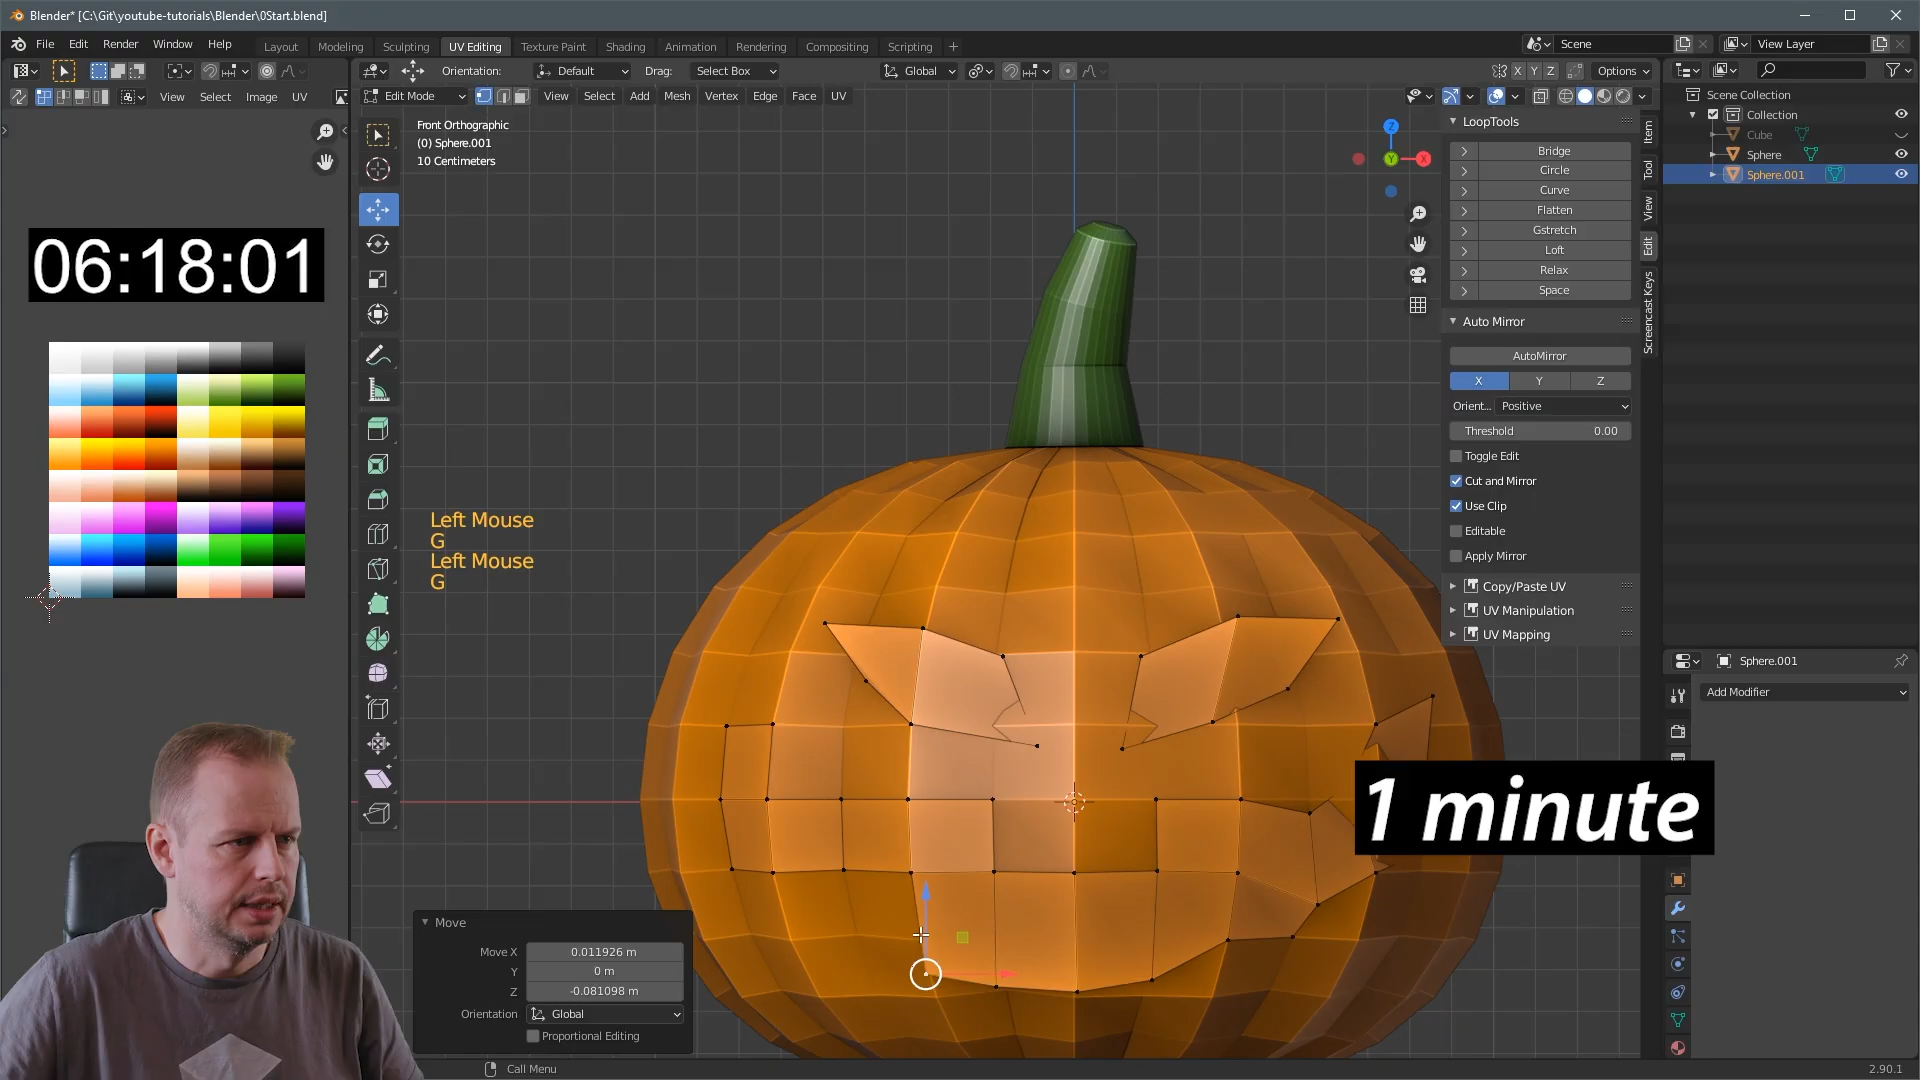 Blender* [C:\Git\youtube-tutorials\Blender\0Start.blend]
File Edit Render Window Help
Layout Modeling Sculpting UV Editing Texture Paint Shading Animation Rendering Compositing Scripting +
Scene
View Layer
Orientation: Default Drag: Select Box Global X Y Z Options
View Select Image UV
Edit Mode View Select Add Mesh Vertex Edge Face UV
Front Orthographic
(0) Sphere.001
10 Centimeters
06:18:01
Left Mouse
G
Left Mouse
G
Z
Y
X
LoopTools
Bridge
Circle
Curve
Flatten
Gstretch
Loft
Relax
Space
Auto Mirror
AutoMirror
X Y Z
Orient... Positive
Threshold 0.00
Toggle Edit
Cut and Mirror
Use Clip
Editable
Apply Mirror
Copy/Paste UV
UV Manipulation
UV Mapping
Item
Tool
View
Edit
Screencast Keys
Scene Collection
Collection
Cube
Sphere
Sphere.001
Sphere.001
Add Modifier
1 minute
Move
Move X 0.011926 m
Y 0 m
Z -0.081098 m
Orientation Global
Proportional Editing
Call Menu
2.90.1